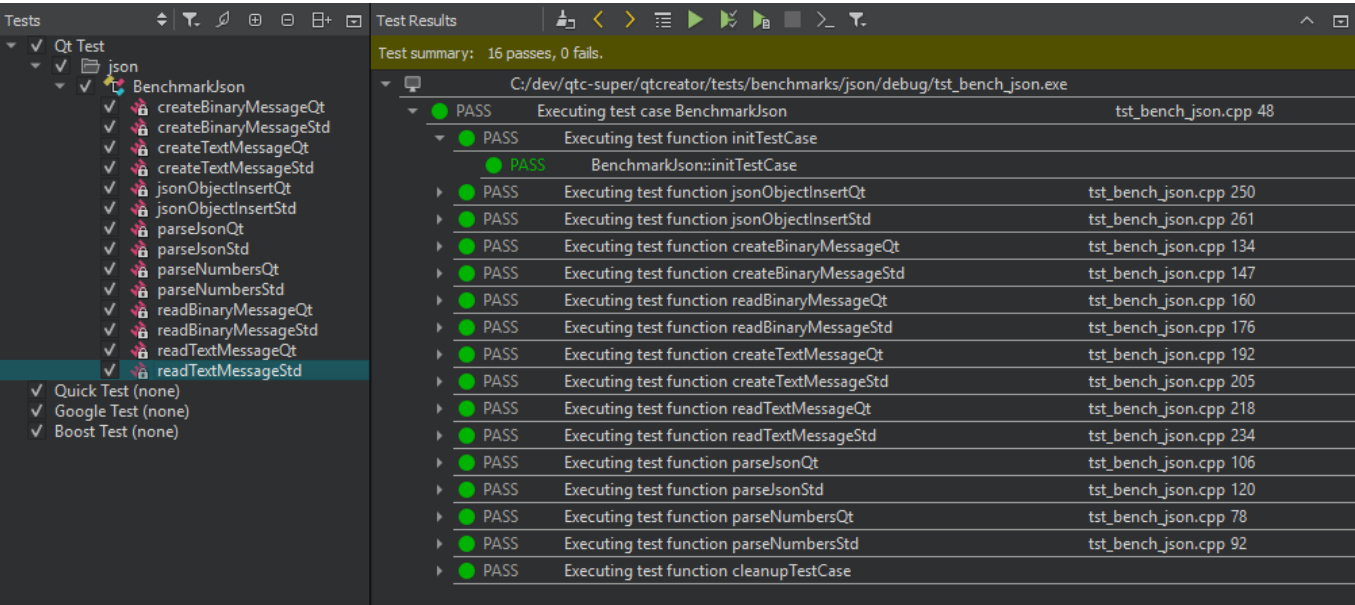 Tests
Qt Test
json
BenchmarkJson
createBinaryMessageQt
createBinaryMessageStd
createTextMessageQt
createTextMessageStd
jsonObjectInsertQt
jsonObjectInsertStd
parseJsonQt
parseJsonStd
parseNumbersQt
parseNumbersStd
readBinaryMessageQt
readBinaryMessageStd
readTextMessageQt
readTextMessageStd
Quick Test (none)
Google Test (none)
Boost Test (none)
Test Results
Test summary: 16 passes, 0 fails.
C:/dev/qtc-super/qtcreator/tests/benchmarks/json/debug/tst_bench_json.exe
PASS Executing test case BenchmarkJson tst_bench_json.cpp 48
PASS Executing test function initTestCase
PASS BenchmarkJson::initTestCase
PASS Executing test function jsonObjectInsertQt tst_bench_json.cpp 250
PASS Executing test function jsonObjectInsertStd tst_bench_json.cpp 261
PASS Executing test function createBinaryMessageQt tst_bench_json.cpp 134
PASS Executing test function createBinaryMessageStd tst_bench_json.cpp 147
PASS Executing test function readBinaryMessageQt tst_bench_json.cpp 160
PASS Executing test function readBinaryMessageStd tst_bench_json.cpp 176
PASS Executing test function createTextMessageQt tst_bench_json.cpp 192
PASS Executing test function createTextMessageStd tst_bench_json.cpp 205
PASS Executing test function readTextMessageQt tst_bench_json.cpp 218
PASS Executing test function readTextMessageStd tst_bench_json.cpp 234
PASS Executing test function parseJsonQt tst_bench_json.cpp 106
PASS Executing test function parseJsonStd tst_bench_json.cpp 120
PASS Executing test function parseNumbersQt tst_bench_json.cpp 78
PASS Executing test function parseNumbersStd tst_bench_json.cpp 92
PASS Executing test function cleanupTestCase